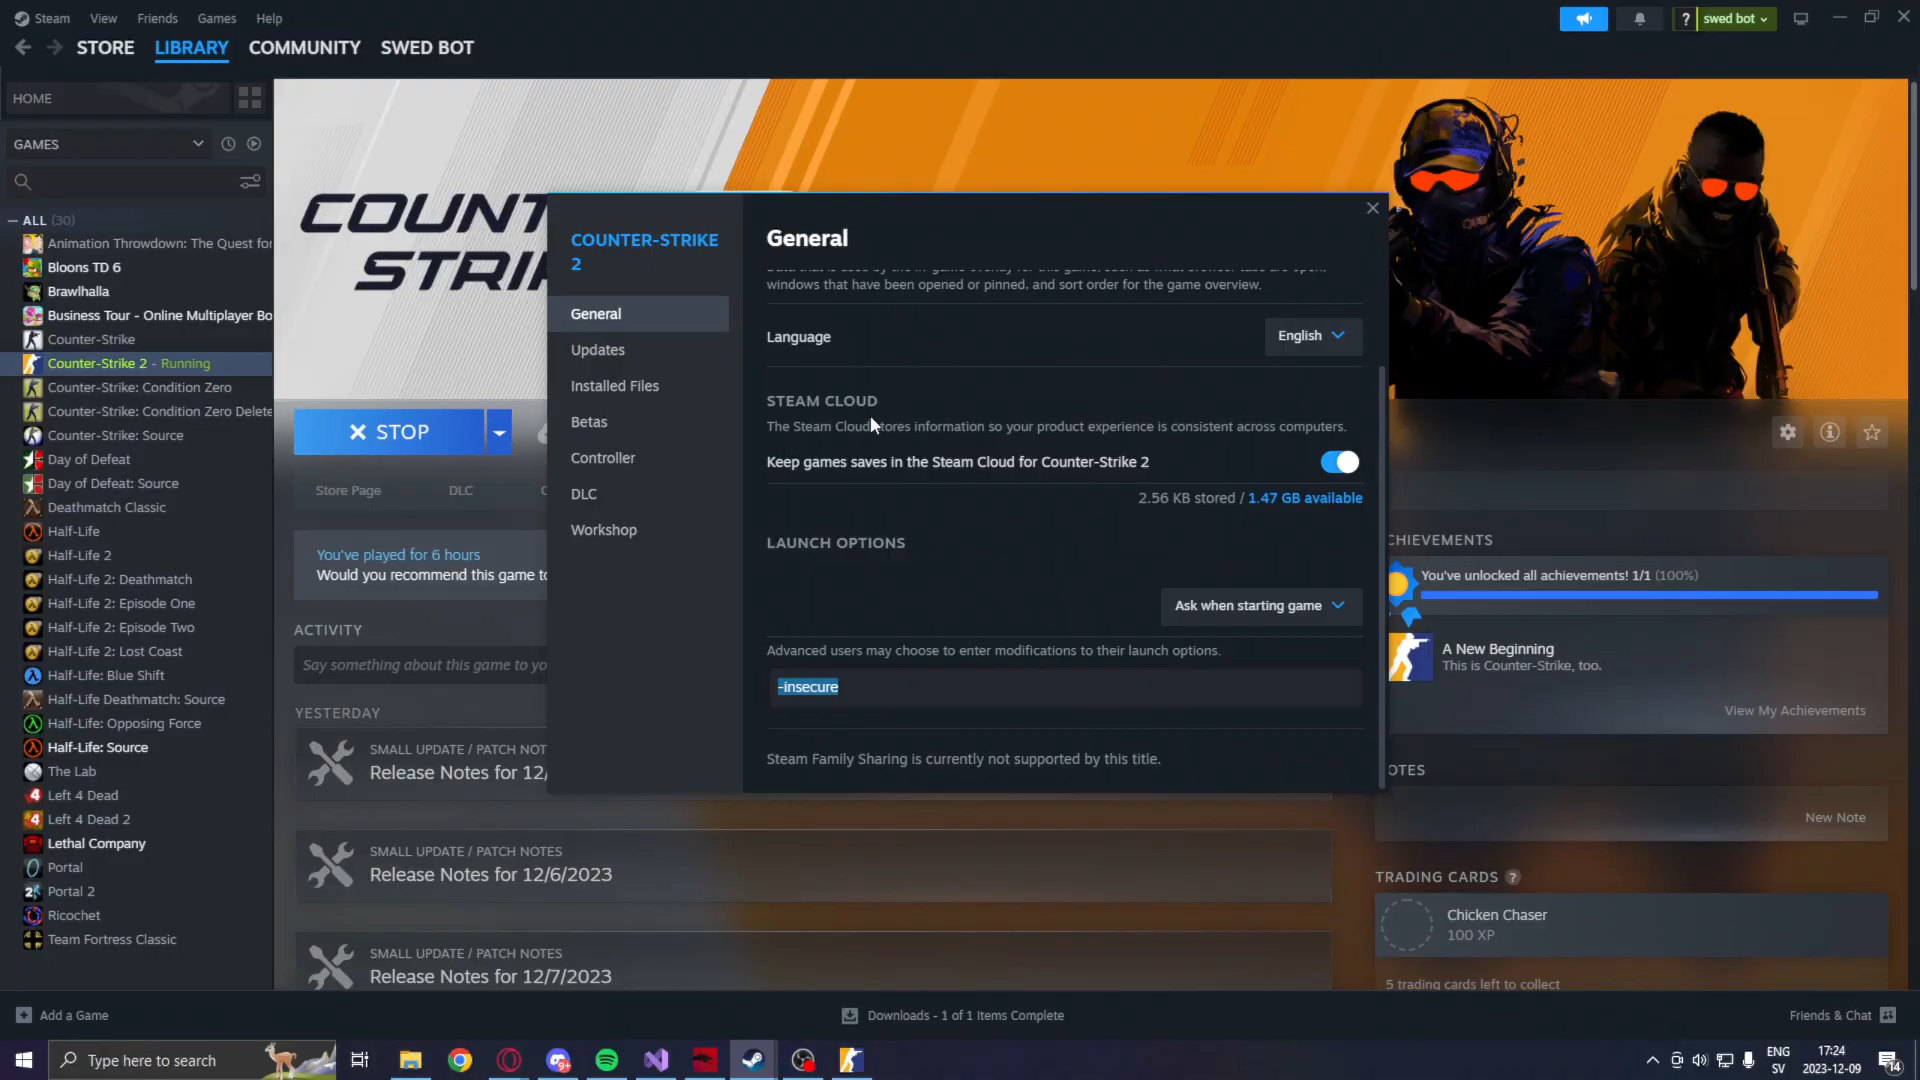 Steam View Friends Games Help
? swed bot
STORE LIBRARY COMMUNITY SWED BOT
HOME
GAMES
ALL (30)
Animation Throwdown: The Quest for
Bloons TD 6
Brawlhalla
Business Tour - Online Multiplayer Bo
Counter-Strike
Counter-Strike 2 - Running
Counter-Strike: Condition Zero
Counter-Strike: Condition Zero Delete
Counter-Strike: Source
Day of Defeat
Day of Defeat: Source
Deathmatch Classic
Half-Life
Half-Life 2
Half-Life 2: Deathmatch
Half-Life 2: Episode One
Half-Life 2: Episode Two
Half-Life 2: Lost Coast
Half-Life: Blue Shift
Half-Life Deathmatch: Source
Half-Life: Opposing Force
Half-Life: Source
The Lab
Left 4 Dead
Left 4 Dead 2
Lethal Company
Portal
Portal 2
Ricochet
Team Fortress Classic
COUNT
STRI
STOP
Store Page DLC
You've played for 6 hours
Would you recommend this game to
ACTIVITY
Say something about this game to yo
YESTERDAY
SMALL UPDATE / PATCH NOT
Release Notes for 12/
SMALL UPDATE / PATCH NOTES
Release Notes for 12/6/2023
SMALL UPDATE / PATCH NOTES
Release Notes for 12/7/2023
COUNTER-STRIKE
2
General
Updates
Installed Files
Betas
Controller
DLC
Workshop
General
windows that have been opened or pinned, and sort order for the game overview.
Language English
STEAM CLOUD
The Steam Cloud stores information so your product experience is consistent across computers.
Keep games saves in the Steam Cloud for Counter-Strike 2
2.56 KB stored / 1.47 GB available
LAUNCH OPTIONS
Ask when starting game
Advanced users may choose to enter modifications to their launch options.
-insecure
Steam Family Sharing is currently not supported by this title.
CHIEVEMENTS
You've unlocked all achievements! 1/1 (100%)
A New Beginning
This is Counter-Strike, too.
View My Achievements
OTES
New Note
TRADING CARDS ?
Chicken Chaser
100 XP
5 trading cards left to collect
Add a Game
Downloads - 1 of 1 Items Complete
Friends & Chat
Type here to search
9+
ENG
SV
17:24
2023-12-09
14